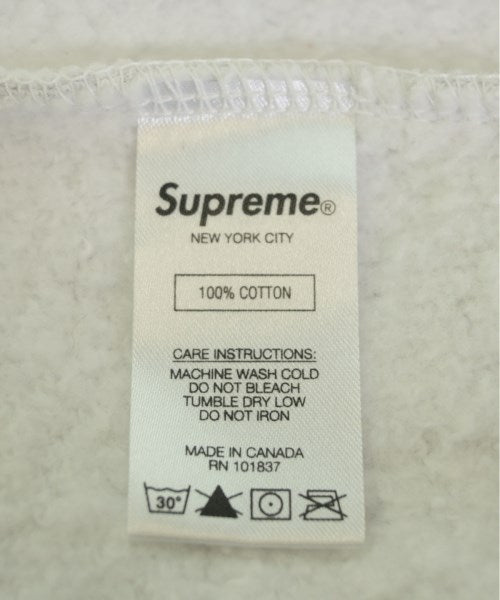 Supreme®
NEW YORK CITY
100% COTTON
CARE INSTRUCTIONS:
MACHINE WASH COLD
DO NOT BLEACH
TUMBLE DRY LOW
DO NOT IRON
MADE IN CANADA
RN 101837
30°